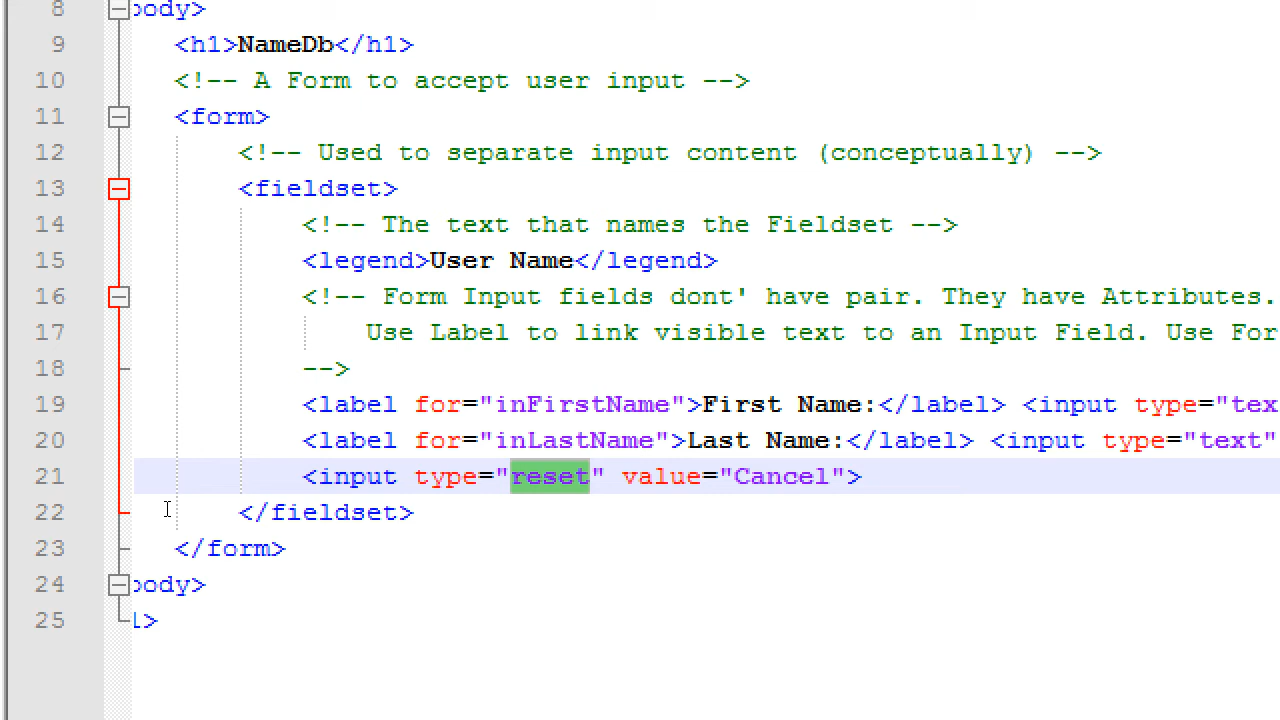 8 body>
9 <h1>NameDb</h1>
10 <!-- A Form to accept user input -->
11 <form>
12 <!-- Used to separate input content (conceptually) -->
13 <fieldset>
14 <!-- The text that names the Fieldset -->
15 <legend>User Name</legend>
16 <!-- Form Input fields dont' have pair. They have Attributes.
17 Use Label to link visible text to an Input Field. Use For
18 -->
19 <label for="inFirstName">First Name:</label> <input type="tex
20 <label for="inLastName">Last Name:</label> <input type="text"
21 <input type="reset" value="Cancel">
22 </fieldset>
23 </form>
24 body>
25 l>